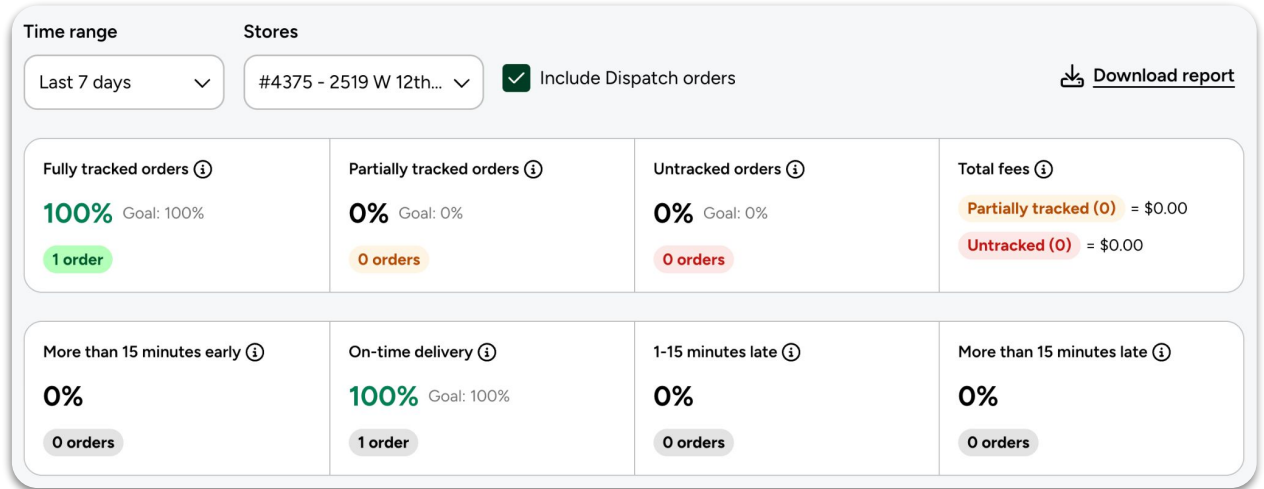 Time range
Stores
Last 7 days
#4375 - 2519 W 12th...
Include Dispatch orders
Download report
Fully tracked orders
100% Goal: 100%
1 order
Partially tracked orders
0% Goal: 0%
0 orders
Untracked orders
0% Goal: 0%
0 orders
Total fees
Partially tracked (0) = $0.00
Untracked (0) = $0.00
More than 15 minutes early
0%
0 orders
On-time delivery
100% Goal: 100%
1 order
1-15 minutes late
0%
0 orders
More than 15 minutes late
0%
0 orders